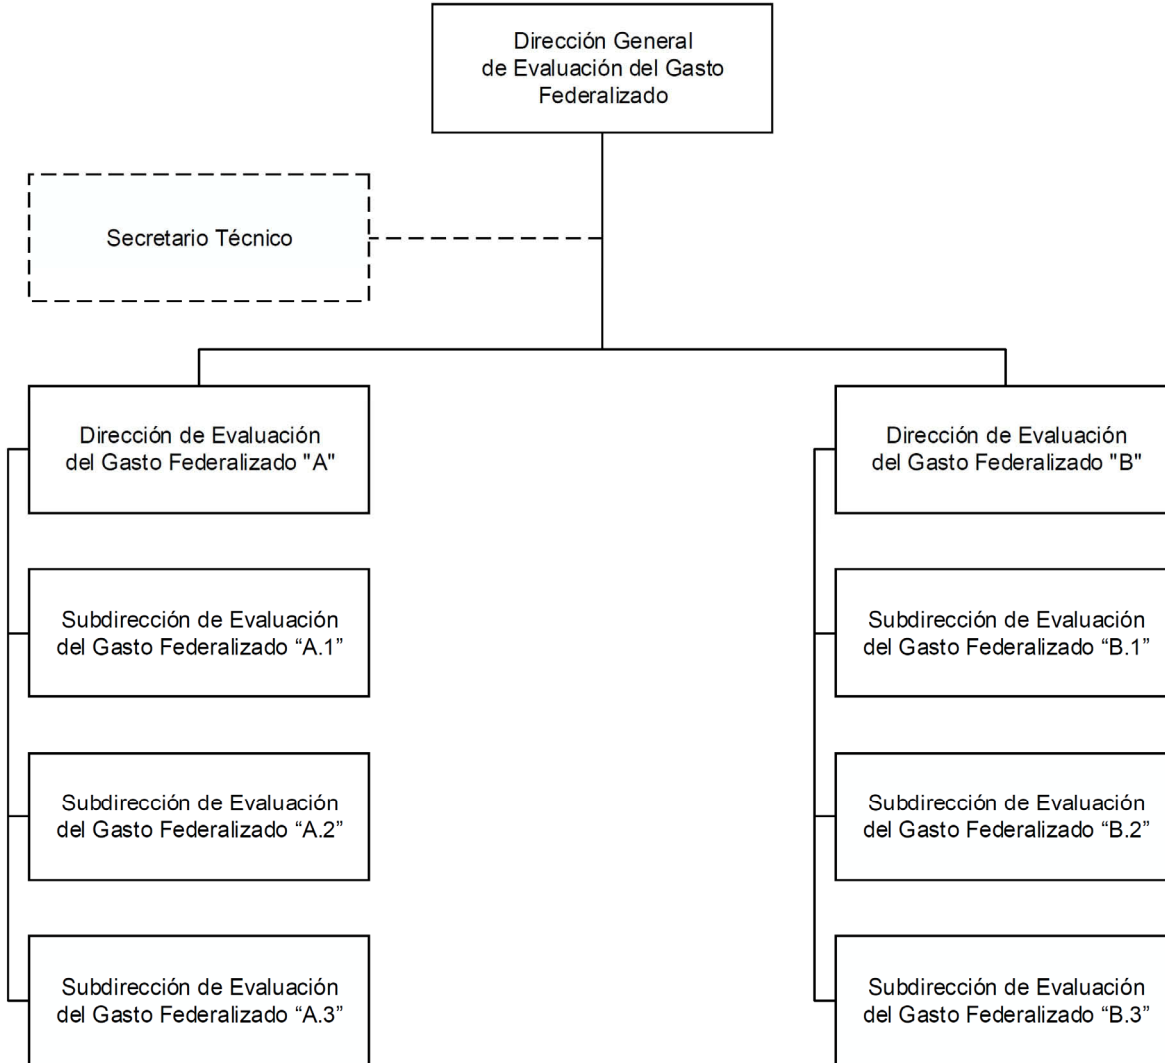 Dirección General
de Evaluación del Gasto
Federalizado
Secretario Técnico
Dirección de Evaluación
del Gasto Federalizado "A"
Dirección de Evaluación
del Gasto Federalizado "B"
Subdirección de Evaluación
del Gasto Federalizado “A.1”
Subdirección de Evaluación
del Gasto Federalizado “B.1”
Subdirección de Evaluación
del Gasto Federalizado “A.2”
Subdirección de Evaluación
del Gasto Federalizado “B.2”
Subdirección de Evaluación
del Gasto Federalizado “A.3”
Subdirección de Evaluación
del Gasto Federalizado “B.3”